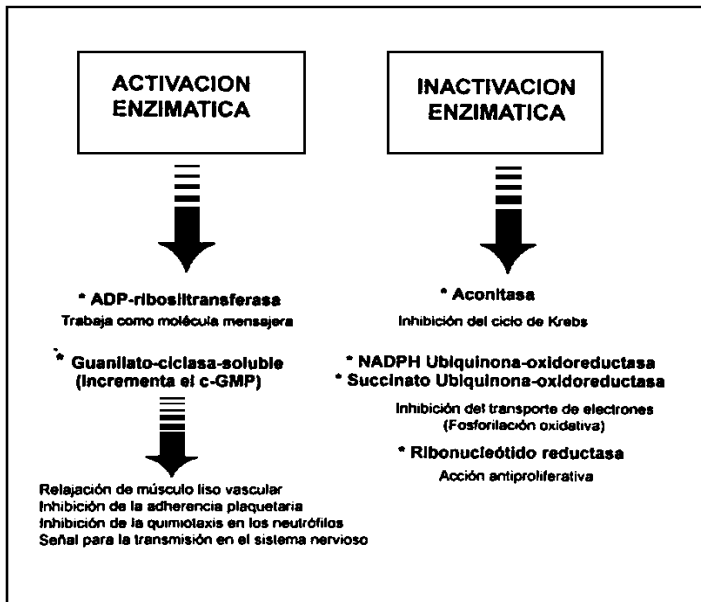 ACTIVACION
ENZIMATICA
* ADP-ribosiltransferasa
Trabaja como molécula mensajera
* Guanilato-ciclasa-soluble
(Incrementa el c-GMP)
Relajación de músculo liso vascular
Inhibición de la adherencia plaquetaria
Inhibición de la quimiotaxis en los neutrófilos
Señal para la transmisión en el sistema nervioso
INACTIVACION
ENZIMATICA
* Aconitasa
Inhibición del ciclo de Krebs
* NADPH Ubiquinona-oxidoreductasa
* Succinato Ubiquinona-oxidoreductasa
Inhibición del transporte de electrones
(Fosforilación oxidativa)
* Ribonucleótido reductasa
Acción antiproliferativa